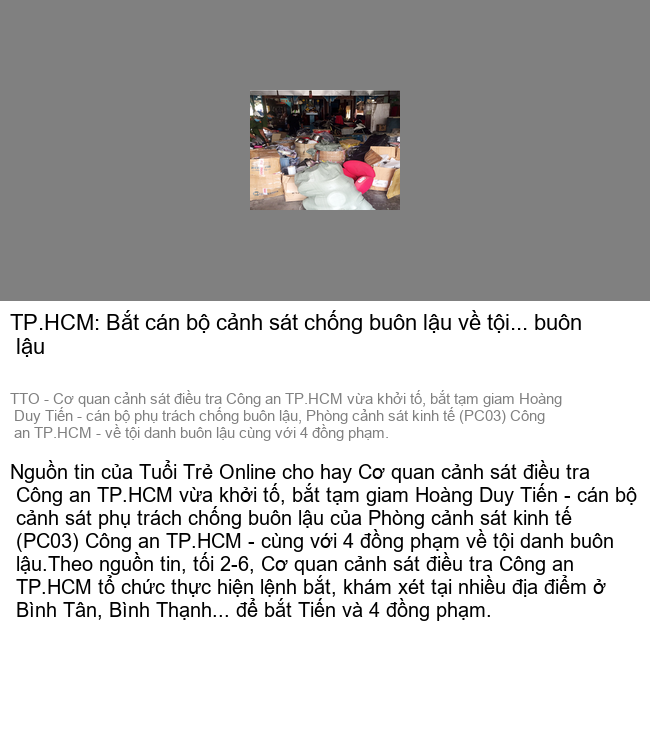 TP.HCM: Bắt cán bộ cảnh sát chống buôn lậu về tội... buôn
lậu
TTO - Cơ quan cảnh sát điều tra Công an TP.HCM vừa khởi tố, bắt tạm giam Hoàng
Duy Tiến - cán bộ phụ trách chống buôn lậu, Phòng cảnh sát kinh tế (PC03) Công
an TP.HCM - về tội danh buôn lậu cùng với 4 đồng phạm.
Nguồn tin của Tuổi Trẻ Online cho hay Cơ quan cảnh sát điều tra
Công an TP.HCM vừa khởi tố, bắt tạm giam Hoàng Duy Tiến - cán bộ
cảnh sát phụ trách chống buôn lậu của Phòng cảnh sát kinh tế
(PC03) Công an TP.HCM - cùng với 4 đồng phạm về tội danh buôn
lậu.Theo nguồn tin, tối 2-6, Cơ quan cảnh sát điều tra Công an
TP.HCM tổ chức thực hiện lệnh bắt, khám xét tại nhiều địa điểm ở
Bình Tân, Bình Thạnh... để bắt Tiến và 4 đồng phạm.